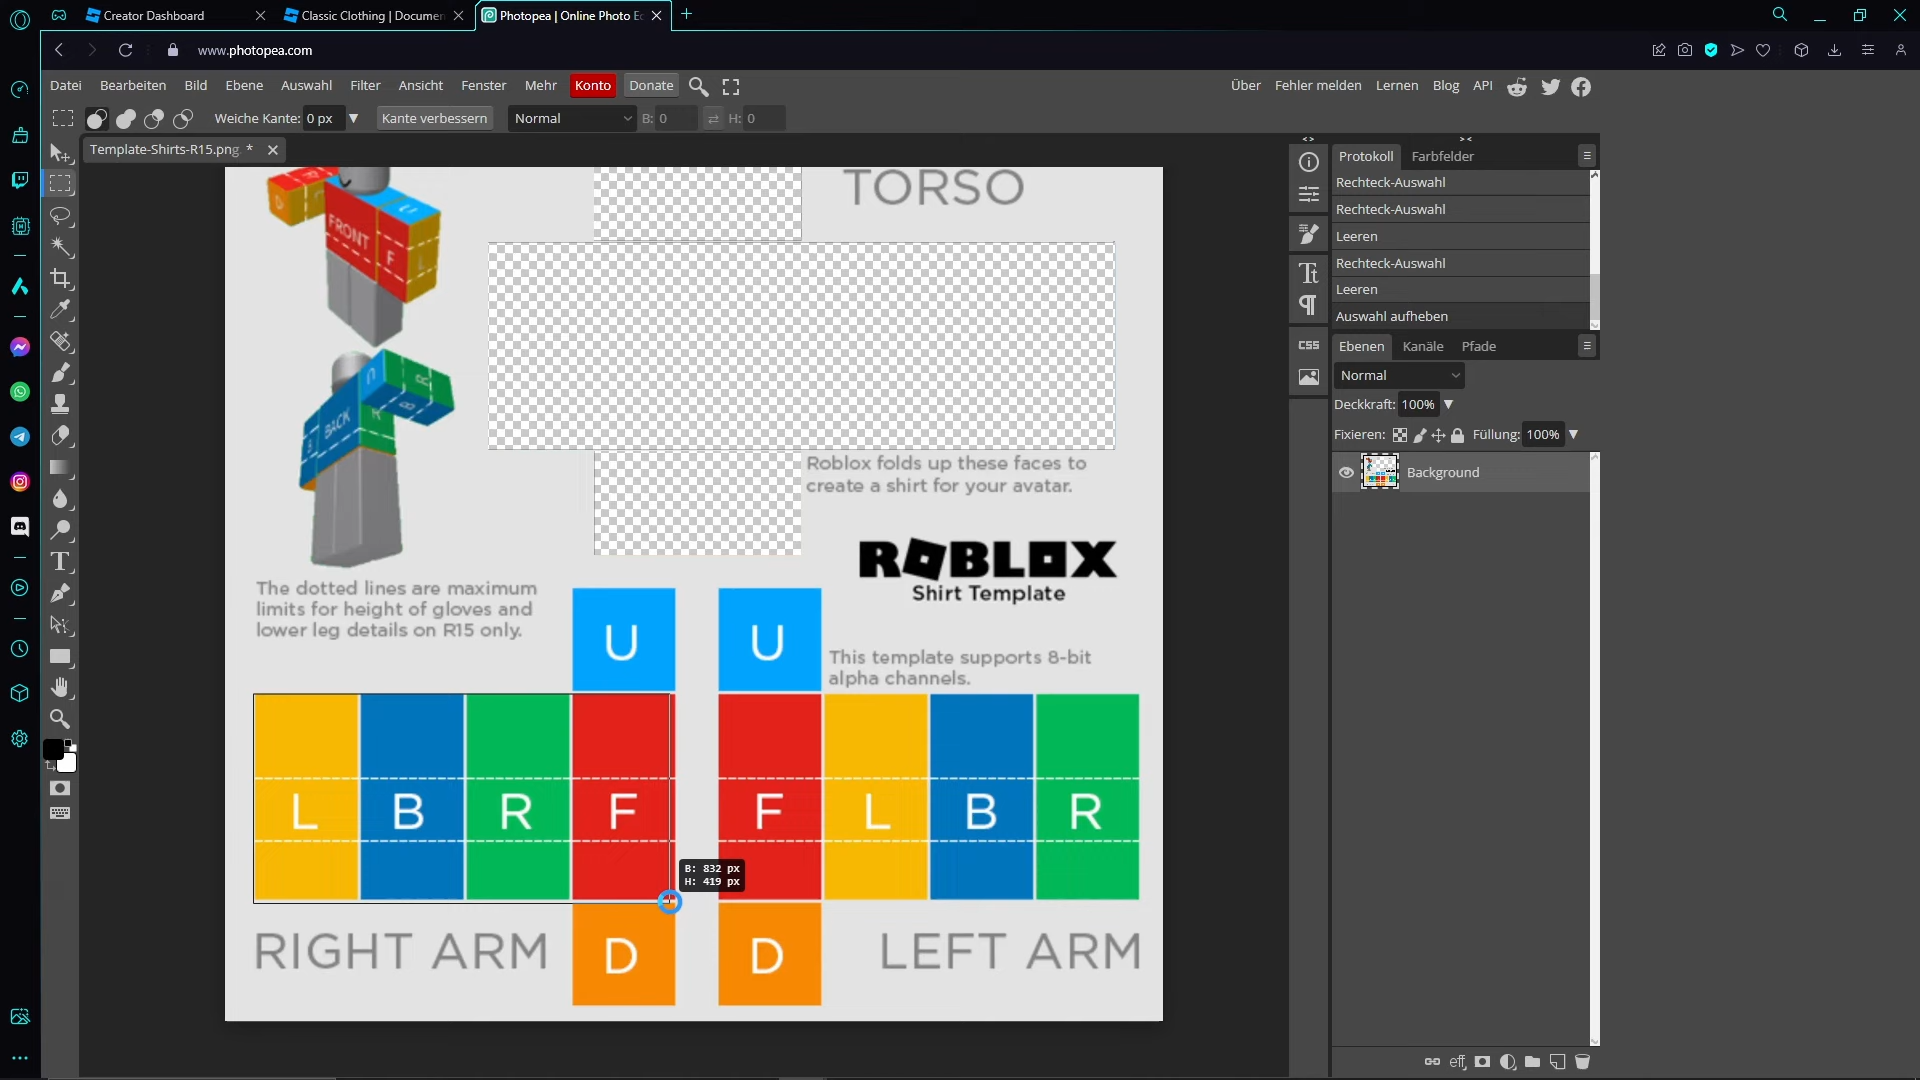 Creator Dashboard
Classic Clothing | Documen
Photopea | Online Photo Ec
www.photopea.com
Datei Bearbeiten Bild Ebene Auswahl Filter Ansicht Fenster Mehr Konto Donate
Über Fehler melden Lernen Blog API
Weiche Kante: 0 px
Kante verbessern
Normal
B: 0
H: 0
Template-Shirts-R15.png *
TORSO
FRONT
F
L
U
R
D
BACK
R
B
Roblox folds up these faces to
create a shirt for your avatar.
ROBLOX
Shirt Template
The dotted lines are maximum
limits for height of gloves and
lower leg details on R15 only.
U U
This template supports 8-bit
alpha channels.
L B R F F L B R
B: 832 px
H: 419 px
RIGHT ARM D D LEFT ARM
Protokoll Farbfelder
Rechteck-Auswahl
Rechteck-Auswahl
Leeren
Rechteck-Auswahl
Leeren
Auswahl aufheben
CSS
Ebenen Kanäle Pfade
Normal
Deckkraft: 100%
Fixieren:
Füllung: 100%
Background
eff